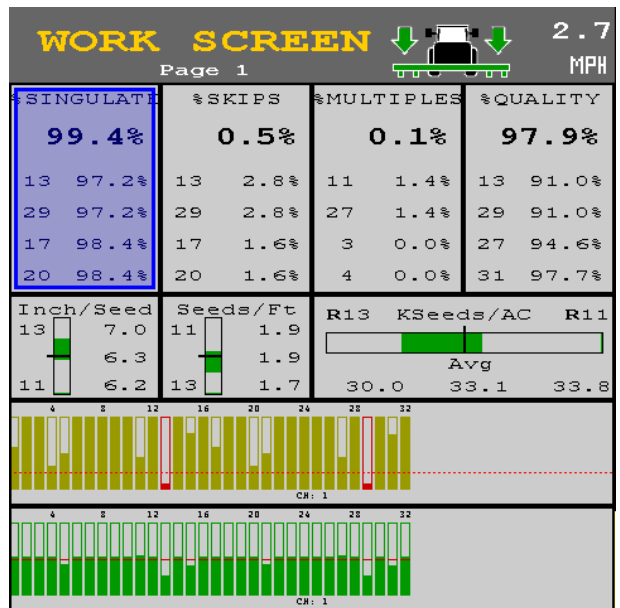 WORK SCREEN
Page 1
2.7
MPH
%SINGULATE
99.4%
13 97.2%
29 97.2%
17 98.4%
20 98.4%
%SKIPS
0.5%
13 2.8%
29 2.8%
17 1.6%
20 1.6%
%MULTIPLES
0.1%
11 1.4%
27 1.4%
3 0.0%
4 0.0%
%QUALITY
97.9%
13 91.0%
29 91.0%
27 94.6%
31 97.7%
Inch/Seed
13 7.0
6.3
11 6.2
Seeds/Ft
11 1.9
1.9
13 1.7
R13 KSeeds/AC R11
Avg
30.0 33.1 33.8
4 8 12 16 20 24 28 32
CH: 1
4 8 12 16 20 24 28 32
CH: 1